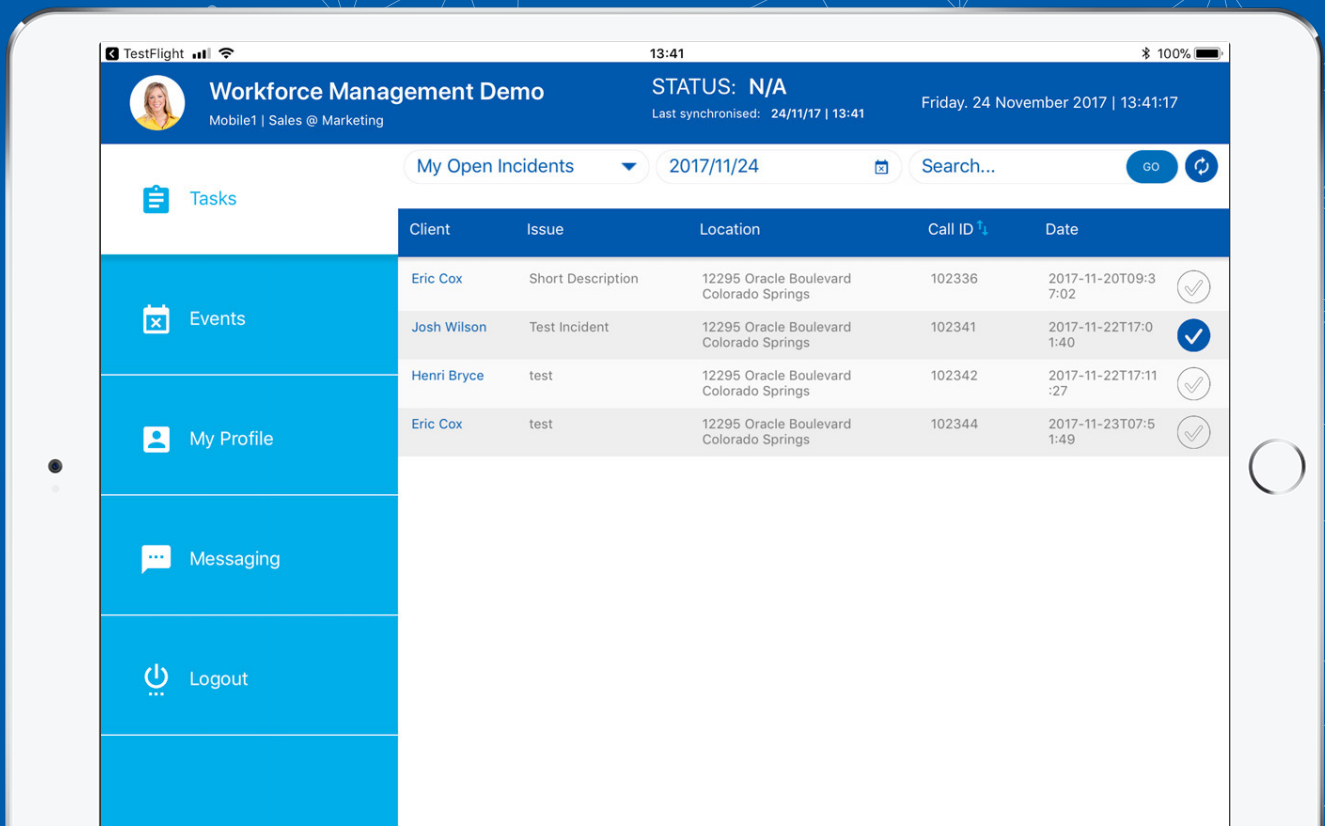 TestFlight
13:41
100%
Workforce Management Demo
Mobile1 | Sales @ Marketing
STATUS: N/A
Last synchronised: 24/11/17 | 13:41
Friday. 24 November 2017 | 13:41:17
My Open Incidents
2017/11/24
Search...
GO
Tasks
Events
My Profile
Messaging
Logout
Client Issue Location Call ID Date
Eric Cox Short Description 12295 Oracle Boulevard 102336 2017-11-20T09:3
Colorado Springs 7:02
Josh Wilson Test Incident 12295 Oracle Boulevard 102341 2017-11-22T17:0
Colorado Springs 1:40
Henri Bryce test 12295 Oracle Boulevard 102342 2017-11-22T17:11
Colorado Springs :27
Eric Cox test 12295 Oracle Boulevard 102344 2017-11-23T07:5
Colorado Springs 1:49